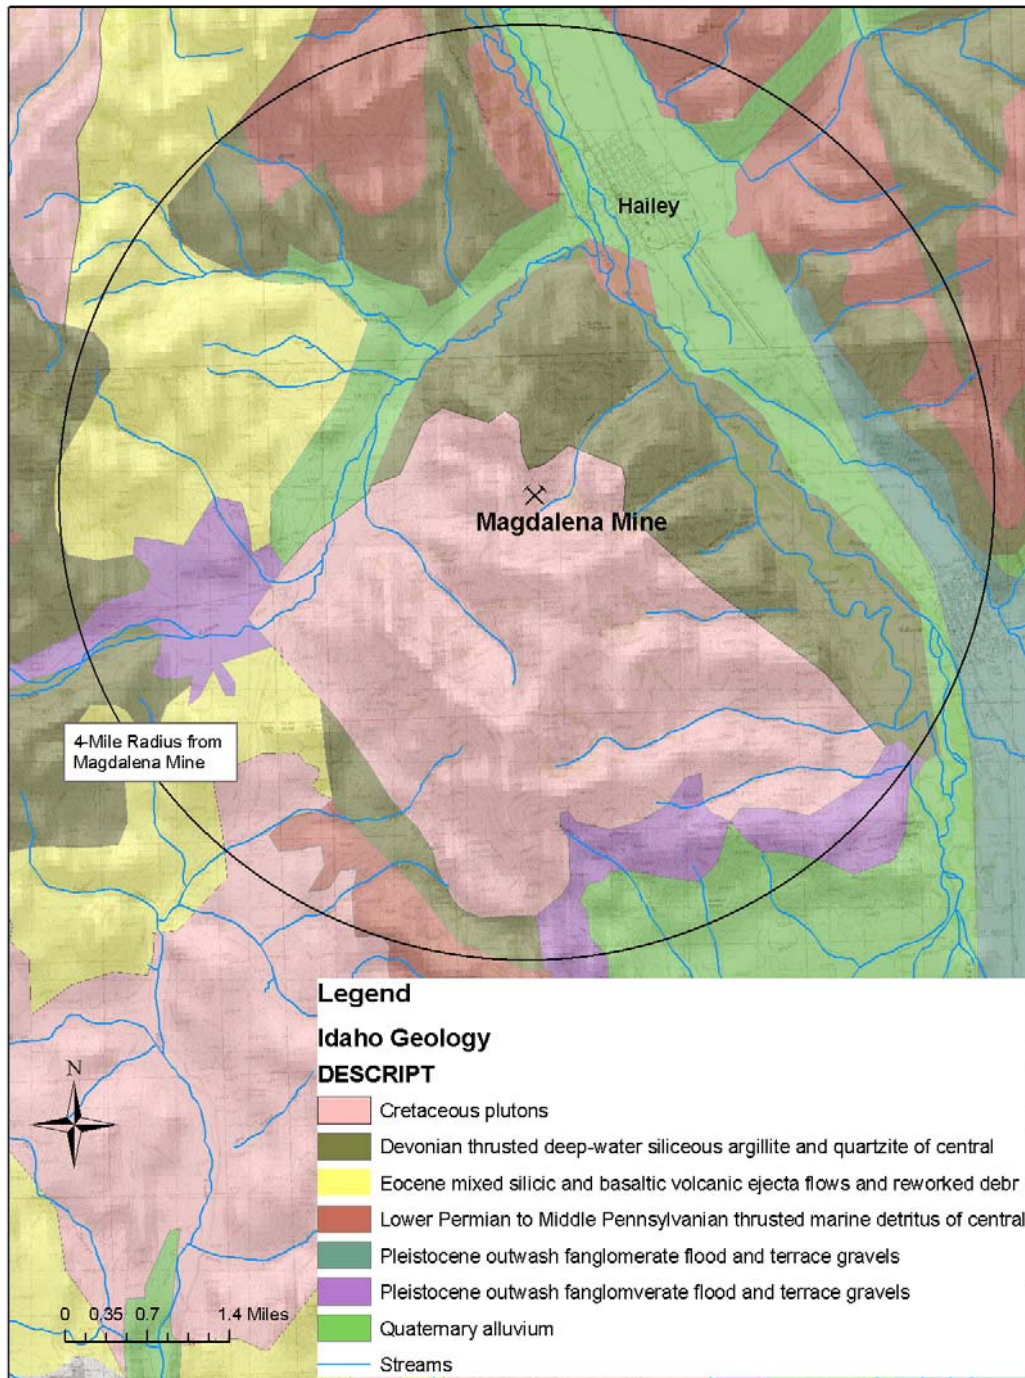 Hailey
Magdalena Mine
4-Mile Radius from
Magdalena Mine
N
0 0.35 0.7 1.4 Miles
Legend
Idaho Geology
DESCRIPT
Cretaceous plutons
Devonian thrusted deep-water siliceous argillite and quartzite of central
Eocene mixed silicic and basaltic volcanic ejecta flows and reworked debr
Lower Permian to Middle Pennsylvanian thrusted marine detritus of central
Pleistocene outwash fanglomerate flood and terrace gravels
Pleistocene outwash fanglomverate flood and terrace gravels
Quaternary alluvium
Streams